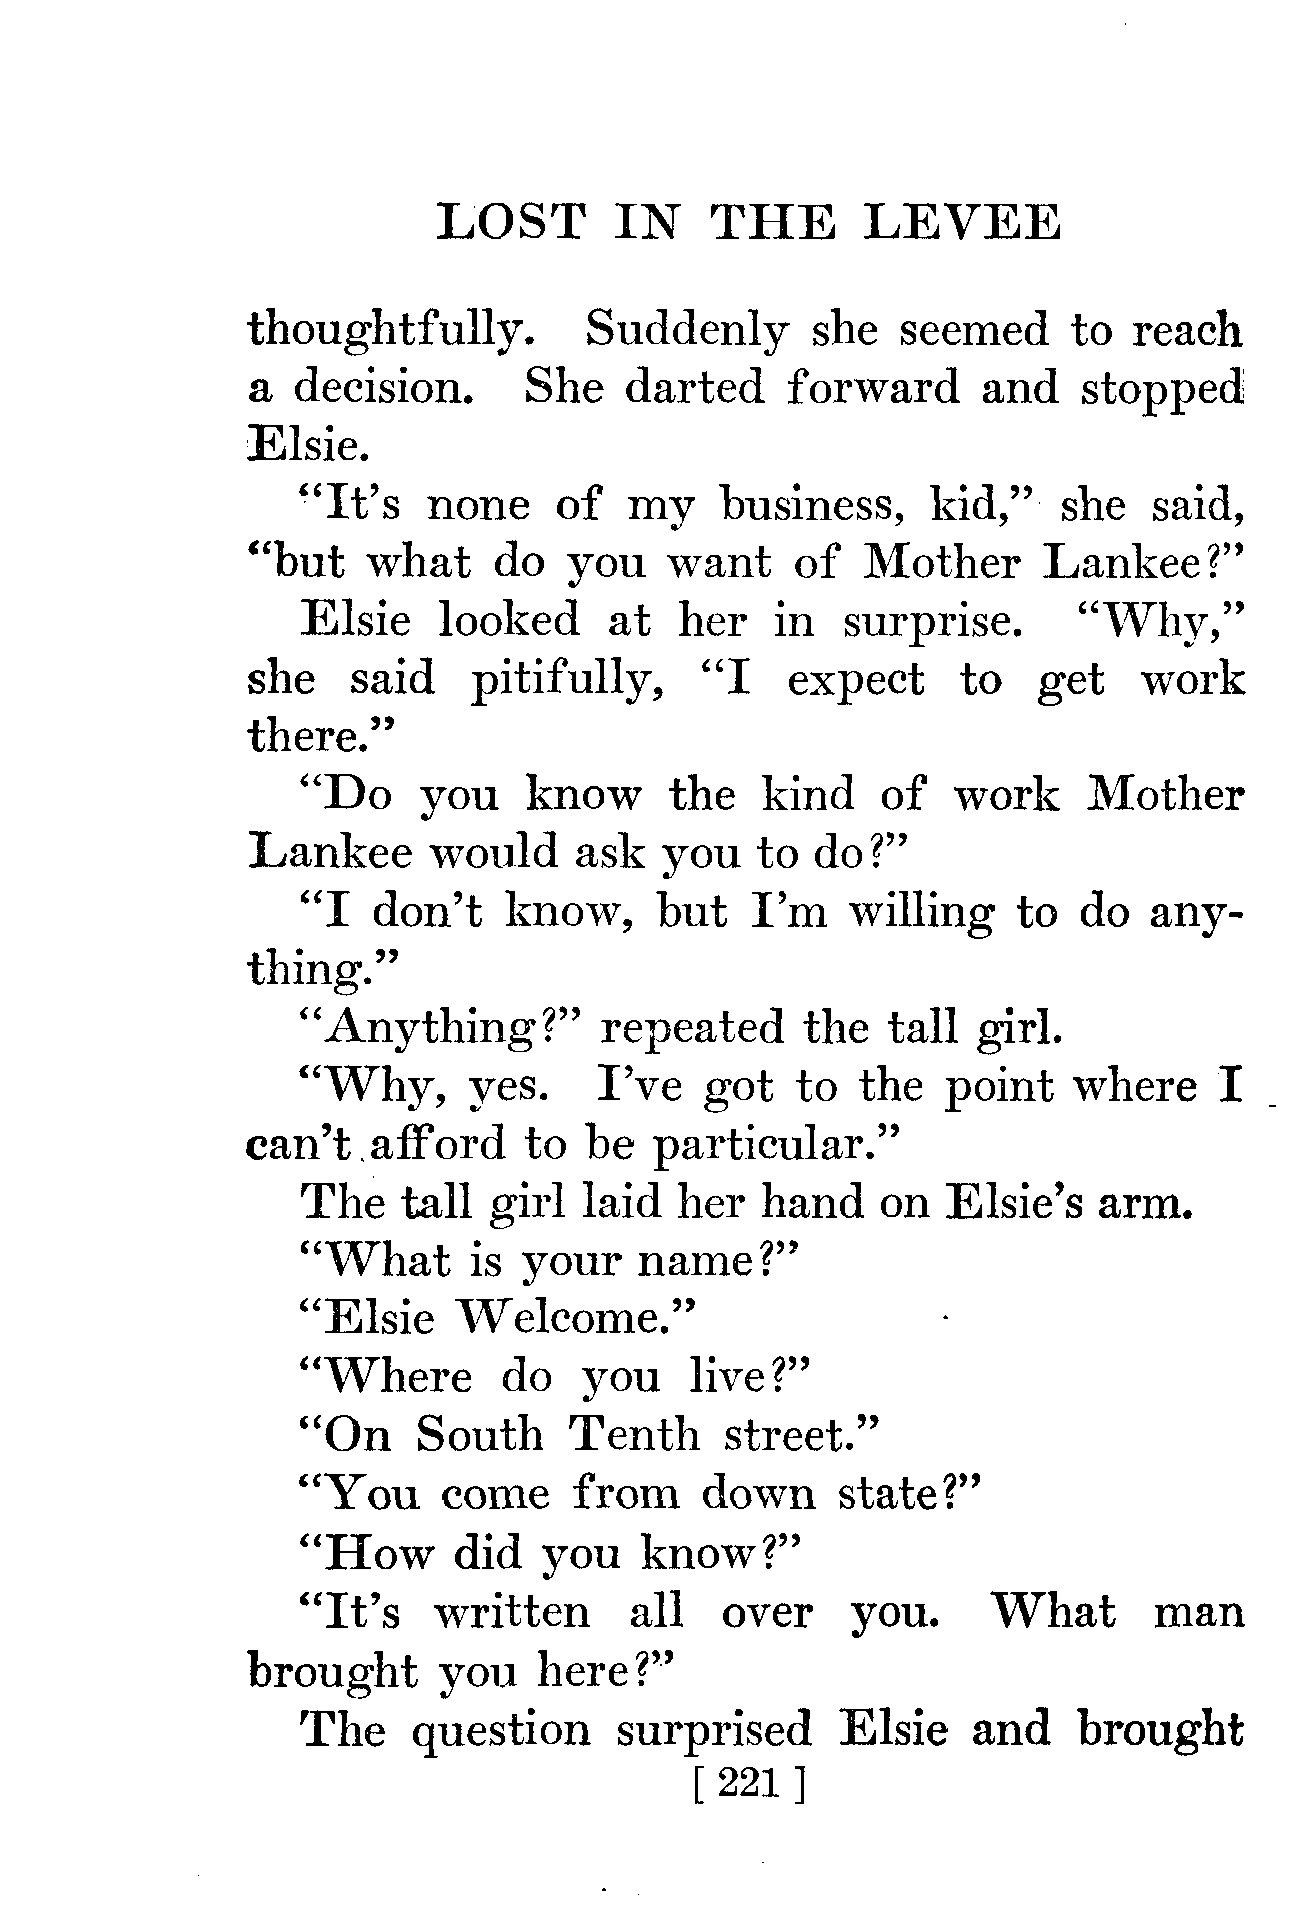 LOST IN THE LEVEE
thoughtfully. Suddenly she seemed to reach
a decision. She darted forward and stopped
Elsie.
"It's none of my business, kid," she said,
"but what do you want of Mother Lankee?"
Elsie looked at her in surprise. "Why,"
she said pitifully, "I expect to get work
there."
"Do you know the kind of work Mother
Lankee would ask you to do?"
"I don't know, but I'm willing to do any-
thing."
"Anything?" repeated the tall girl.
"Why, yes. I've got to the point where I
can't afford to be particular."
The tall girl laid her hand on Elsie's arm.
"What is your name?"
"Elsie Welcome."
"Where do you live?"
"On South Tenth street."
"You come from down state?"
"How did you know?"
"It's written all over you. What man
brought you here?"
The question surprised Elsie and brought
[ 221 ]